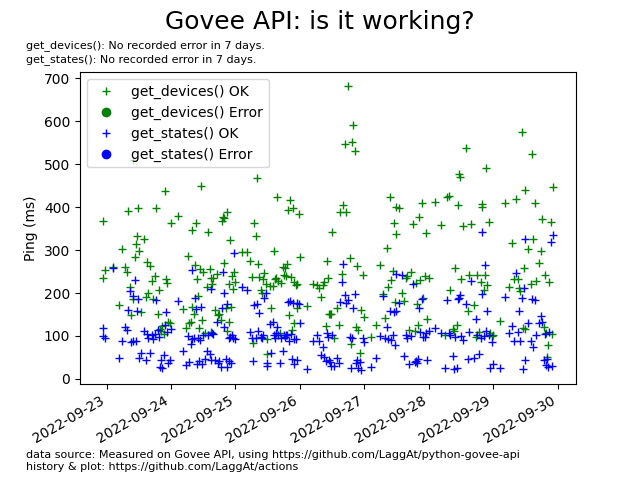 Govee API: is it working?
get_devices(): No recorded error in 7 days.
get_states(): No recorded error in 7 days.
700
600
500
400
300
200
100
0
Ping (ms)
get_devices() OK
get_devices() Error
get_states() OK
get_states() Error
2022-09-23
2022-09-24
2022-09-25
2022-09-26
2022-09-27
2022-09-28
2022-09-29
2022-09-30
data source: Measured on Govee API, using https://github.com/LaggAt/python-govee-api
history & plot: https://github.com/LaggAt/actions